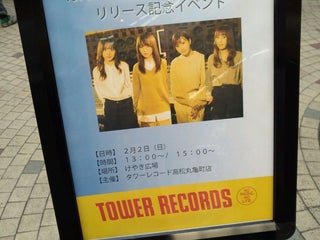 リリース記念イベント
【日時】 2月2日（日）
【時間】 13：00～/ 15：00～
【場所】 けやき広場
【主催】 タワーレコード高松丸亀町店
TOWER RECORDS